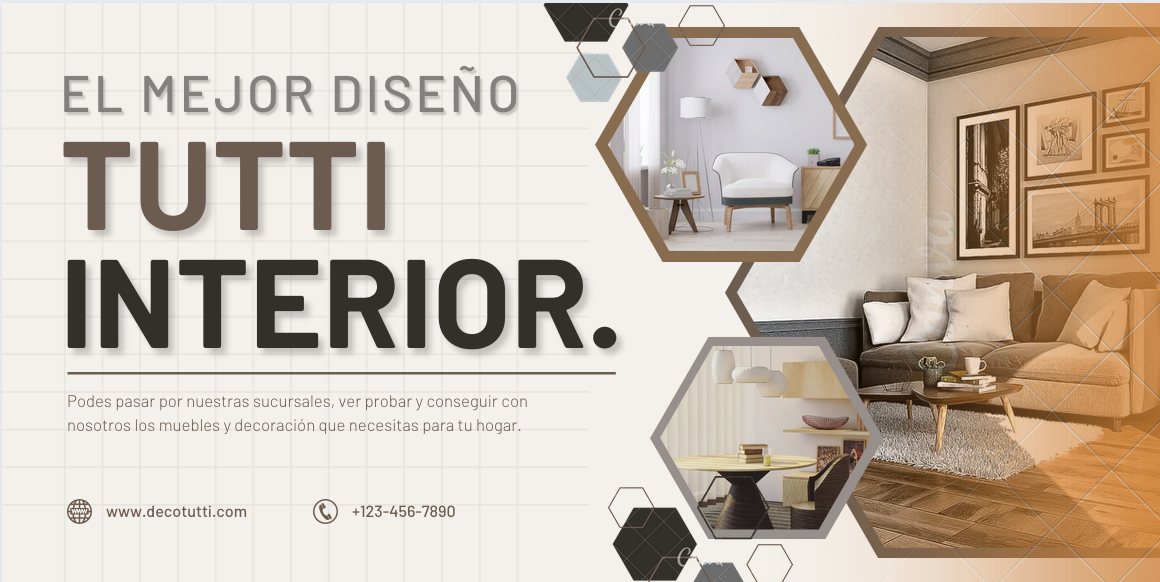 EL MEJOR DISEÑO
TUTTI
INTERIOR.
Podes pasar por nuestras sucursales, ver probar y conseguir con
nosotros los muebles y decoración que necesitas para tu hogar.
www.decotutti.com
+123-456-7890